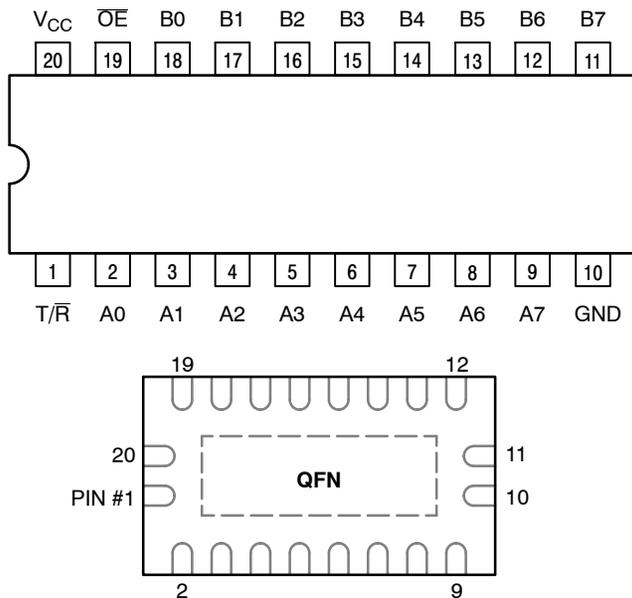 VCC OE B0 B1 B2 B3 B4 B5 B6 B7
20 19 18 17 16 15 14 13 12 11
1 2 3 4 5 6 7 8 9 10
T/R A0 A1 A2 A3 A4 A5 A6 A7 GND
19 12
20 11
QFN
PIN #1 10
2 9